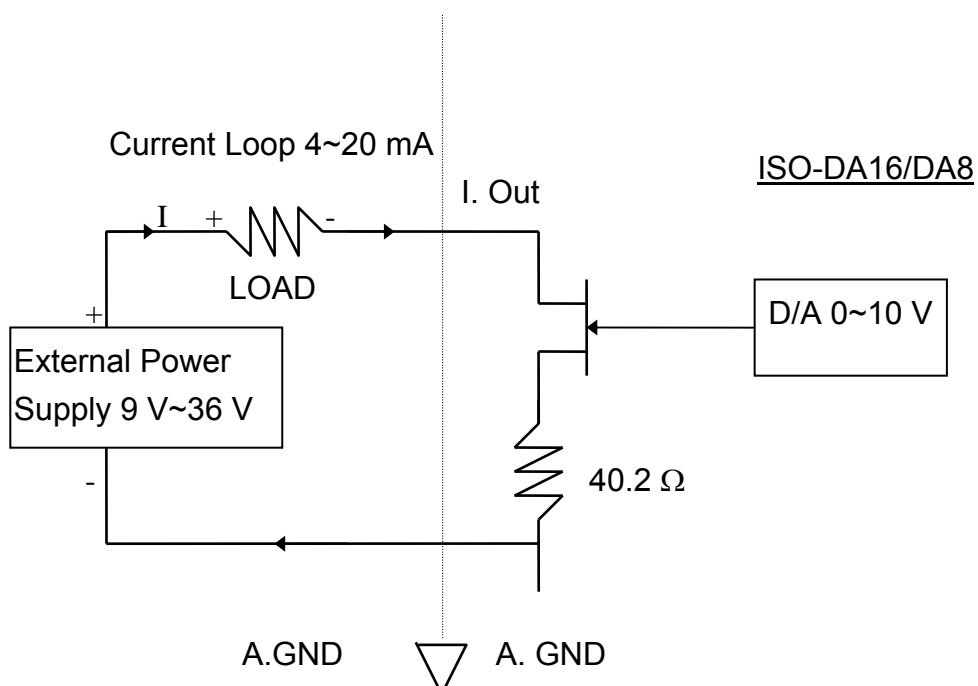 Current Loop 4~20 mA
ISO-DA16/DA8
I. Out
I
+
-
LOAD
D/A 0~10 V
+
External Power
Supply 9 V~36 V
-
40.2 Ω
A.GND
A. GND